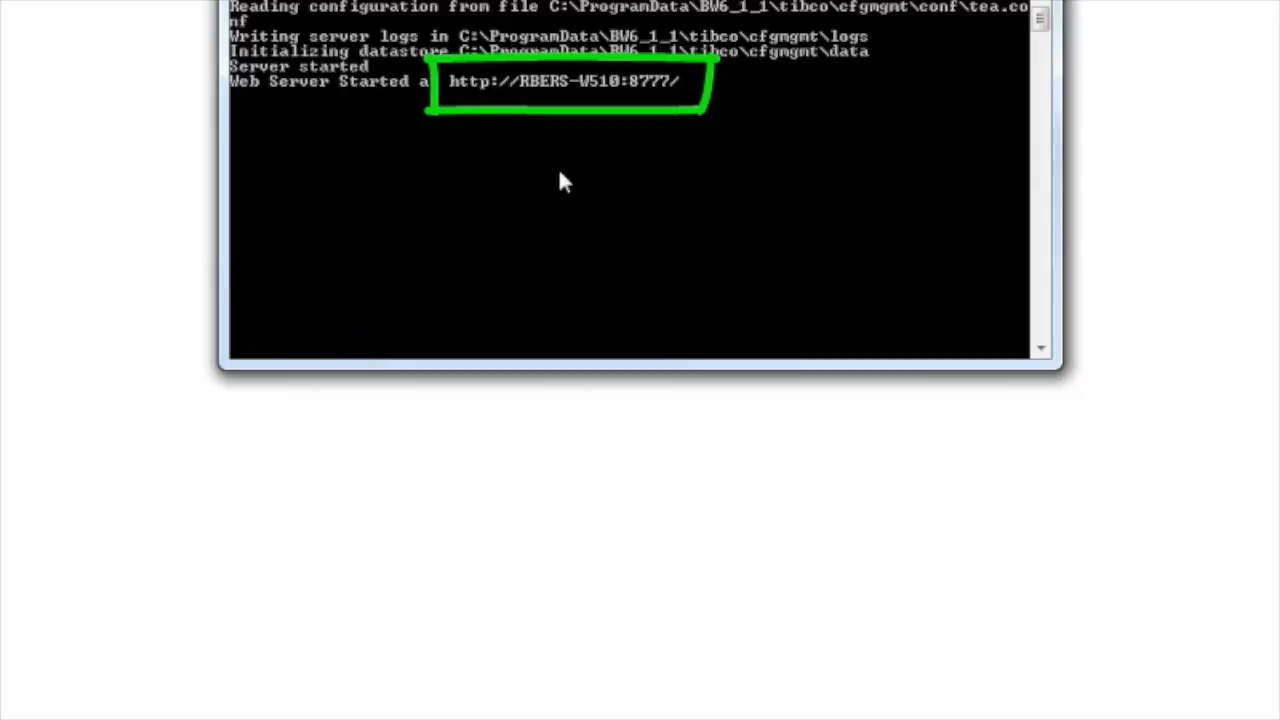 Reading configuration from file C:\ProgramData\BW6_1_1\tibco\cfgmgmt\conf\tea.co
nf
Writing server logs in C:\ProgramData\BW6_1_1\tibco\cfgmgmt\logs
Initializing datastore C:\ProgramData\BW6_1_1\tibco\cfgmgmt\data
Server started
Web Server Started a http://RBERS-W510:8777/